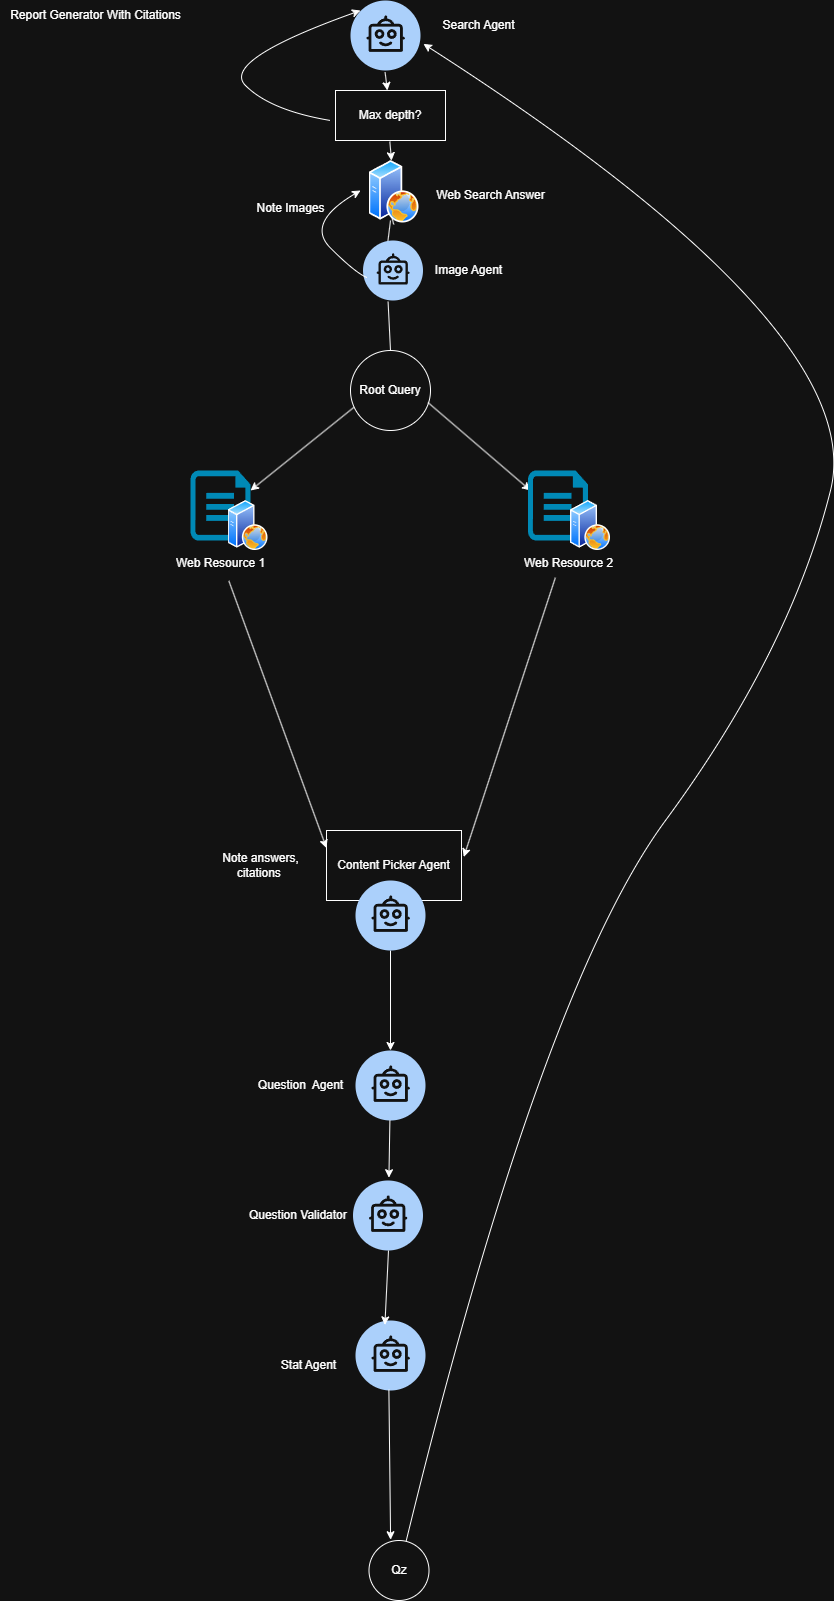 Report Generator With Citations
Search Agent
Max depth?
Web Search Answer
Note Images
Image Agent
Root Query
Web Resource 1
Web Resource 2
Note answers,
citations
Content Picker Agent
Question  Agent
Question Validator
Stat Agent
Qz